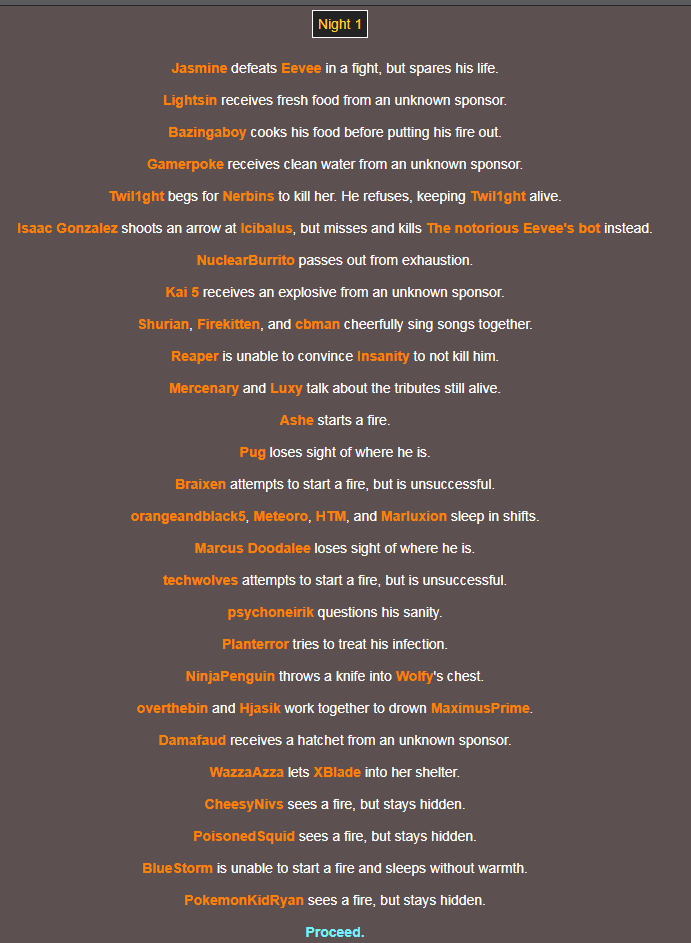 Night 1
Jasmine defeats Eevee in a fight, but spares his life.
Lightsin receives fresh food from an unknown sponsor.
Bazingaboy cooks his food before putting his fire out.
Gamerpoke receives clean water from an unknown sponsor.
Twil1ght begs for Nerbins to kill her. He refuses, keeping Twil1ght alive.
Isaac Gonzalez shoots an arrow at Icibalus, but misses and kills The notorious Eevee's bot instead.
NuclearBurrito passes out from exhaustion.
Kai 5 receives an explosive from an unknown sponsor.
Shurian, Firekitten, and cbman cheerfully sing songs together.
Reaper is unable to convince Insanity to not kill him.
Mercenary and Luxy talk about the tributes still alive.
Ashe starts a fire.
Pug loses sight of where he is.
Braixen attempts to start a fire, but is unsuccessful.
orangeandblack5, Meteoro, HTM, and Marluxion sleep in shifts.
Marcus Doodalee loses sight of where he is.
techwolves attempts to start a fire, but is unsuccessful.
psychoneirik questions his sanity.
Planterror tries to treat his infection.
NinjaPenguin throws a knife into Wolfy's chest.
overthebin and Hjasik work together to drown MaximusPrime.
Damafaud receives a hatchet from an unknown sponsor.
WazzaAzza lets XBlade into her shelter.
CheesyNivs sees a fire, but stays hidden.
PoisonedSquid sees a fire, but stays hidden.
BlueStorm is unable to start a fire and sleeps without warmth.
PokemonKidRyan sees a fire, but stays hidden.
Proceed.